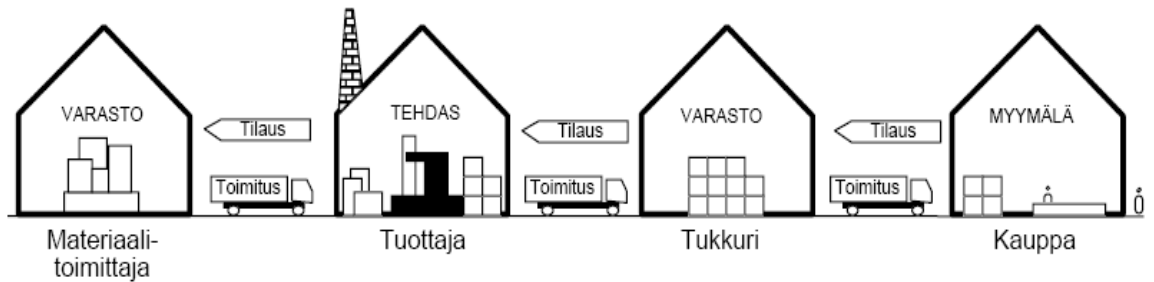 VARASTO
TEHDAS
VARASTO
MYYMÄLÄ
Tilaus
Tilaus
Tilaus
Toimitus
Toimitus
Toimitus
Materiaali-
toimittaja
Tuottaja
Tukkuri
Kauppa